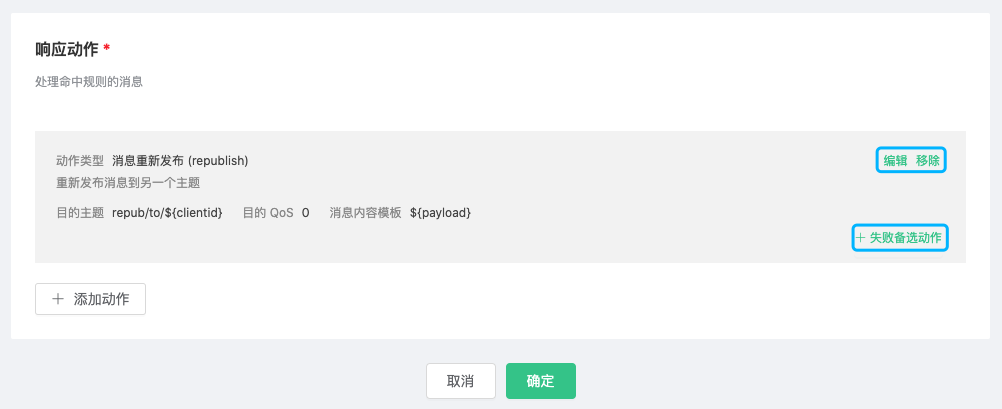 响应动作 *
处理命中规则的消息
动作类型 消息重新发布 (republish) 编辑 移除
重新发布消息到另一个主题
目的主题 repub/to/${clientid} 目的 QoS 0 消息内容模板 ${payload}
+ 失败备选动作
+ 添加动作
取消 确定